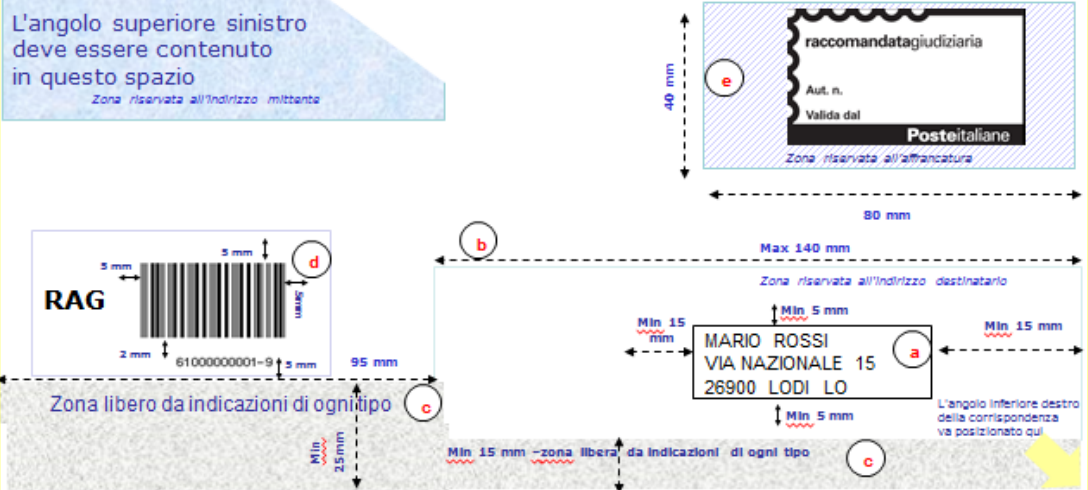 L'angolo superiore sinistro
deve essere contenuto
in questo spazio
Zona riservata all'indirizzo mittente
40 mm
e
raccomandatagiudiziaria
Aut. n.
Valida dal
Posteitaliane
Zona riservata all'affrancatura
80 mm
b
Max 140 mm
Zona riservata all'indirizzo destinatario
5 mm
d
5 mm
5mm
RAG
2 mm
61000000001-9
5 mm
95 mm
Min 5 mm
Min 15
mm
Min 15 mm
MARIO ROSSI
VIA NAZIONALE 15
26900 LODI LO
a
Min 5 mm
L'angolo inferiore destro
della corrispondenza
va posizionato qui
Zona libero da indicazioni di ogni tipo
c
Min
25mm
Min 15 mm –zona libera da indicazioni di ogni tipo
c